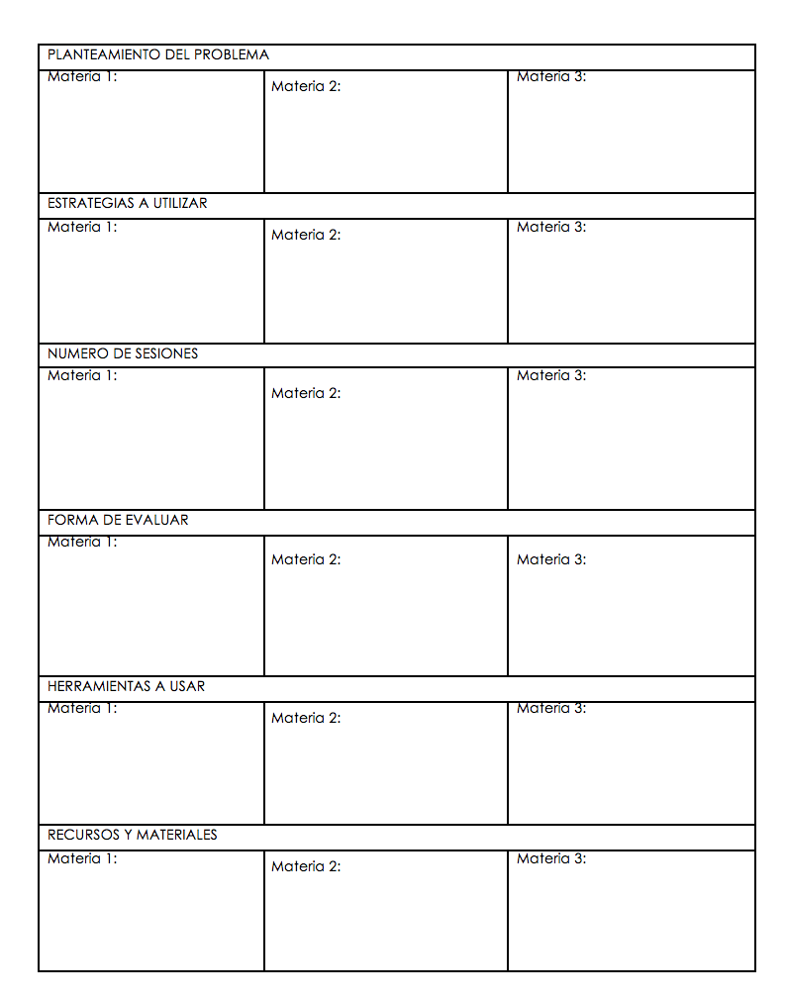 PLANTEAMIENTO DEL PROBLEMA
Materia 1:
Materia 2:
Materia 3:
ESTRATEGIAS A UTILIZAR
Materia 1:
Materia 2:
Materia 3:
NUMERO DE SESIONES
Materia 1:
Materia 2:
Materia 3:
FORMA DE EVALUAR
Materia 1:
Materia 2:
Materia 3:
HERRAMIENTAS A USAR
Materia 1:
Materia 2:
Materia 3:
RECURSOS Y MATERIALES
Materia 1:
Materia 2:
Materia 3: